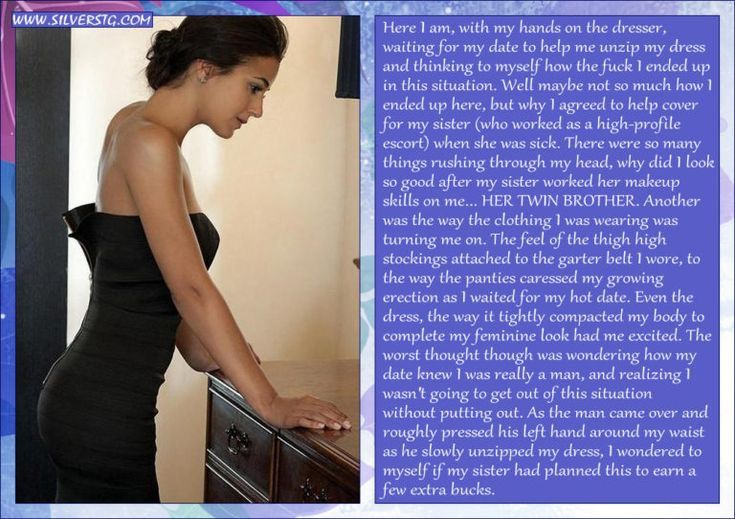 WWW.SILVERSTG.COM
Here I am, with my hands on the dresser,
waiting for my date to help me unzip my dress
and thinking to myself how the fuck I ended up
in this situation. Well maybe not so much how I
ended up here, but why I agreed to help cover
for my sister (who worked as a high-profile
escort) when she was sick. There were so many
things rushing through my head, why did I look
so good after my sister worked her makeup
skills on me... HER TWIN BROTHER. Another
was the way the clothing I was wearing was
turning me on. The feel of the thigh high
stockings attached to the garter belt I wore, to
the way the panties caressed my growing
erection as I waited for my hot date. Even the
dress, the way it tightly compacted my body to
complete my feminine look had me excited. The
worst thought though was wondering how my
date knew I was really a man, and realizing I
wasn't going to get out of this situation
without putting out. As the man came over and
roughly pressed his left hand around my waist
as he slowly unzipped my dress, I wondered to
myself if my sister had planned this to earn a
few extra bucks.